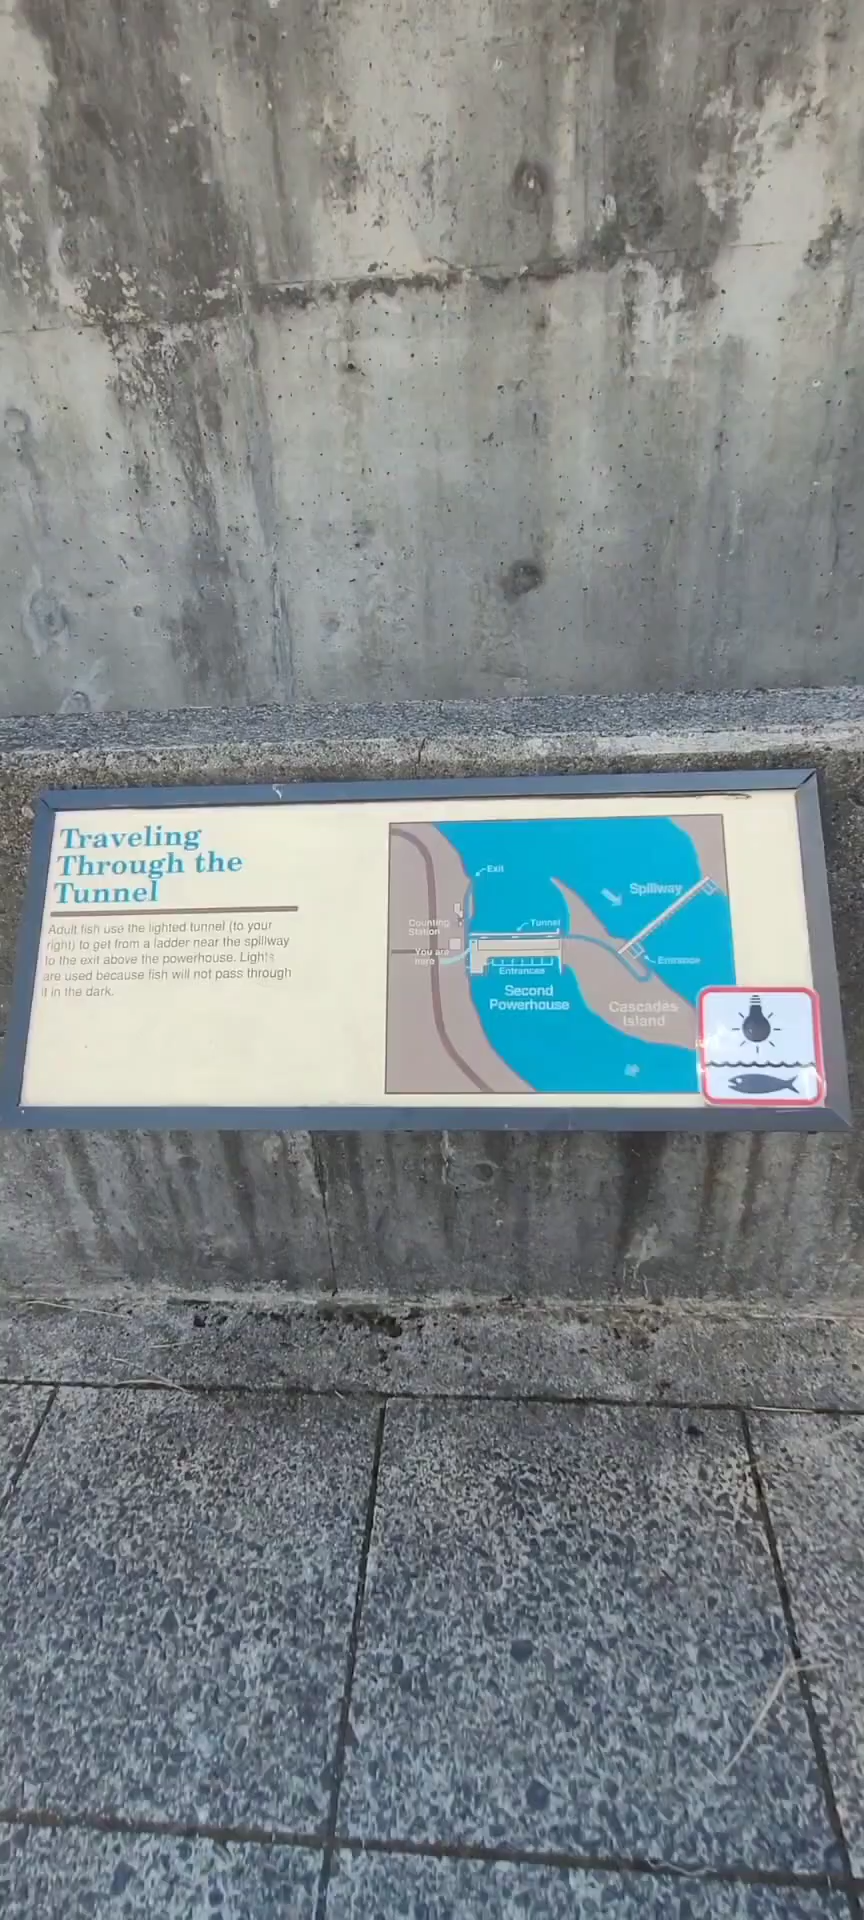 Traveling
Through the
Tunnel
Adult fish use the lighted tunnel (to your
right) to get from a ladder near the spillway
to the exit above the powerhouse. Lights
are used because fish will not pass through
it in the dark.
Exit
Spillway
Counting
Station
Tunnel
You are
here
Entrance
Entrances
Second
Powerhouse
Cascades
Island